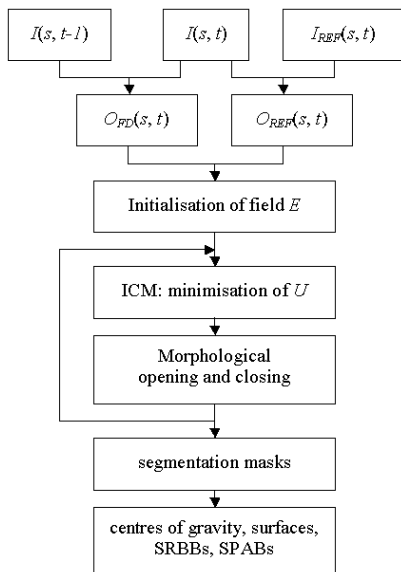 I(s, t-1)
I(s, t)
I_REF(s, t)
O_FD(s, t)
O_REF(s, t)
Initialisation of field E
ICM: minimisation of U
Morphological
opening and closing
segmentation masks
centres of gravity, surfaces,
SRBBs, SPABs